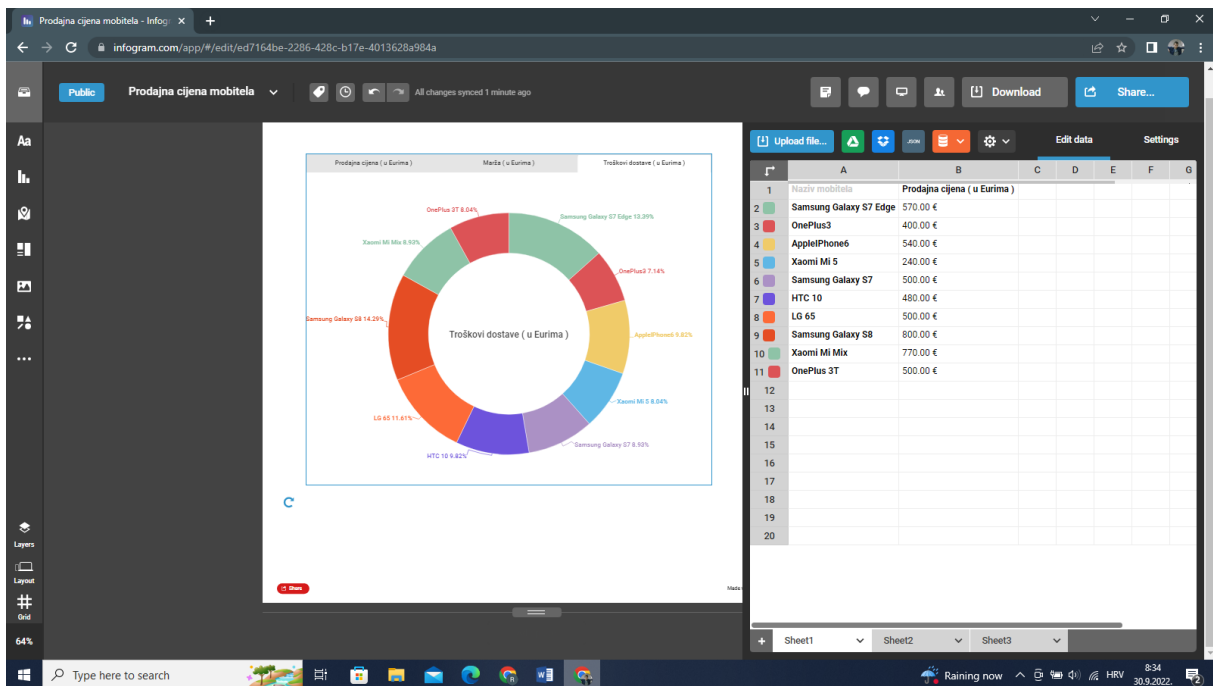 Prodajna cijena mobitela - Infogr
infogram.com/app/#/edit/ed7164be-2286-428c-b17e-4013628a984a
Public
Prodajna cijena mobitela
All changes synced 1 minute ago
Download
Share...
Aa
Upload file...
JSON
Edit data
Settings
Prodajna cijena ( u Eurima )
Marža ( u Eurima )
Troškovi dostave ( u Eurima )
OnePlus 3T 8.04%
Samsung Galaxy S7 Edge 13.39%
Xaomi Mi Mix 8.93%
OnePlus3 7.14%
Samsung Galaxy S8 14.29%
Troškovi dostave ( u Eurima )
AppleIPhone6 9.82%
Xaomi Mi 5 8.04%
LG 65 11.61%
Samsung Galaxy S7 8.93%
HTC 10 9.82%
Share
Made
A B C D E F G
1 Naziv mobitela Prodajna cijena ( u Eurima )
2 Samsung Galaxy S7 Edge 570.00 €
3 OnePlus3 400.00 €
4 AppleIPhone6 540.00 €
5 Xaomi Mi 5 240.00 €
6 Samsung Galaxy S7 500.00 €
7 HTC 10 480.00 €
8 LG 65 500.00 €
9 Samsung Galaxy S8 800.00 €
10 Xaomi Mi Mix 770.00 €
11 OnePlus 3T 500.00 €
12
13
14
15
16
17
18
19
20
Layers
Layout
Grid
64%
+ Sheet1 Sheet2 Sheet3
Type here to search
Raining now
HRV
8:34
30.9.2022.
2